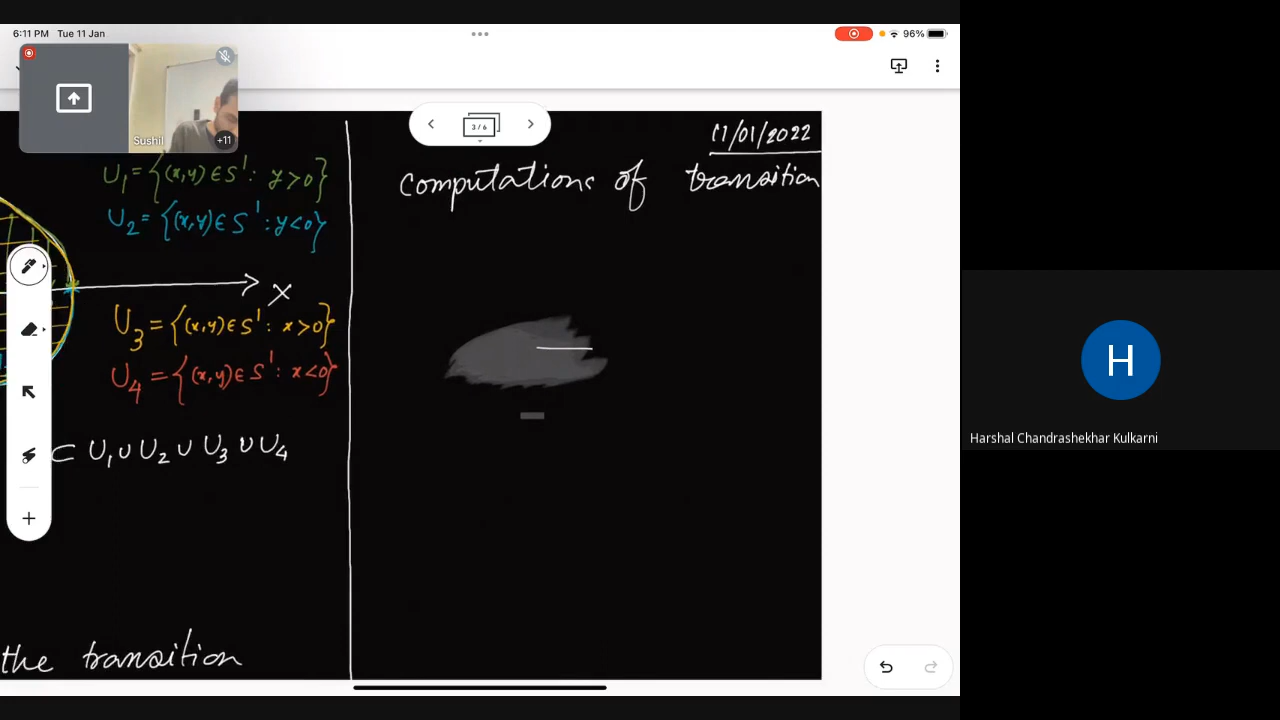 6:11 PM Tue 11 Jan
96%
Sushil
+11
3 / 6
11/01/2022
U₁ = {(x,y) ∈ S¹ : y>0}
U₂ = {(x,y) ∈ S¹ : y<0}
X
U₃ = {(x,y) ∈ S¹ : x>0}
U₄ = {(x,y) ∈ S¹ : x<0}
⊂ U₁ ∪ U₂ ∪ U₃ ∪ U₄
the transition
computations of transition
H
Harshal Chandrashekhar Kulkarni